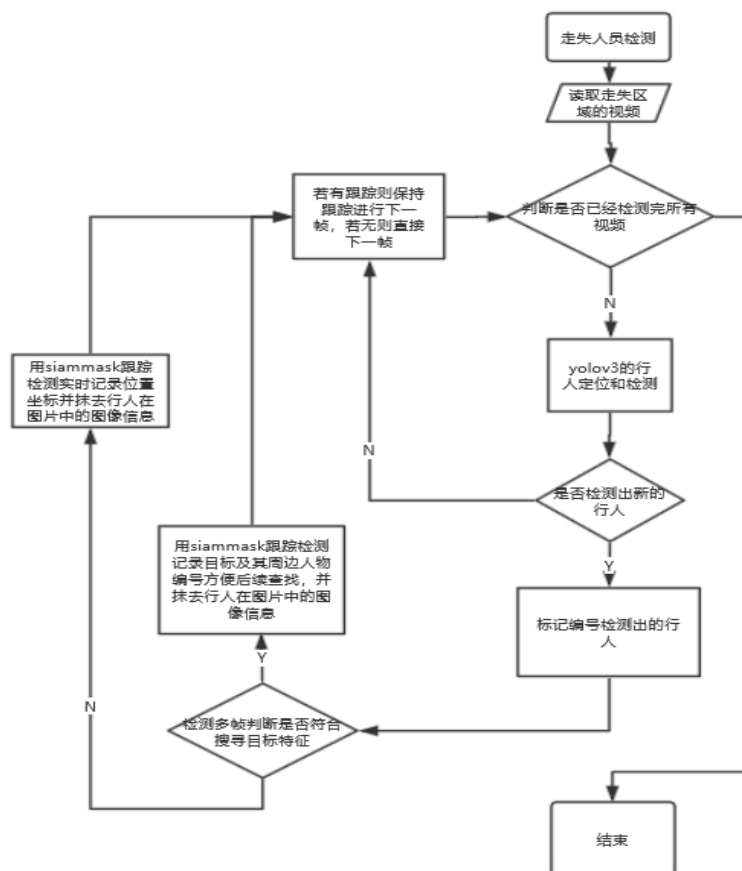 走失人员检测
读取走失区
域的视频
若有跟踪则保持
跟踪进行下一
帧，若无则直接
下一帧
判断是否已经检测完所有
视频
N
用siammask跟踪
检测实时记录位置
坐标并抹去行人在
图片中的图像信息
yolov3的行
人定位和检测
N
是否检测出新的
行人
用siammask跟踪检测
记录目标及其周边人物
编号方便后续查找，并
抹去行人在图片中的图
像信息
Y
标记编号检测出的行
人
Y
N
检测多帧判断是否符合
搜寻目标特征
结束